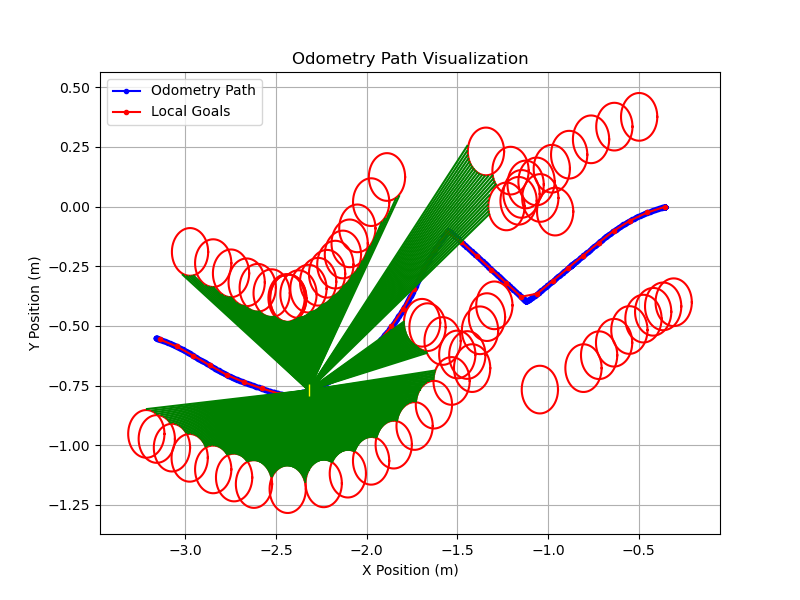 Odometry Path Visualization
Odometry Path
Local Goals
Y Position (m)
0.50
0.25
0.00
−0.25
−0.50
−0.75
−1.00
−1.25
−3.0 −2.5 −2.0 −1.5 −1.0 −0.5
X Position (m)